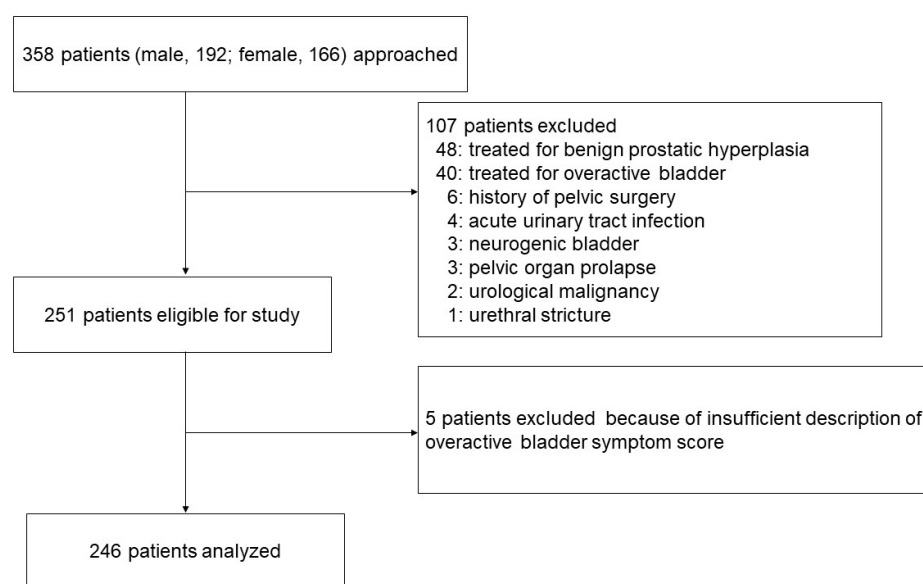 358 patients (male, 192; female, 166) approached
107 patients excluded
48: treated for benign prostatic hyperplasia
40: treated for overactive bladder
6: history of pelvic surgery
4: acute urinary tract infection
3: neurogenic bladder
3: pelvic organ prolapse
2: urological malignancy
1: urethral stricture
251 patients eligible for study
5 patients excluded  because of insufficient description of
overactive bladder symptom score
246 patients analyzed